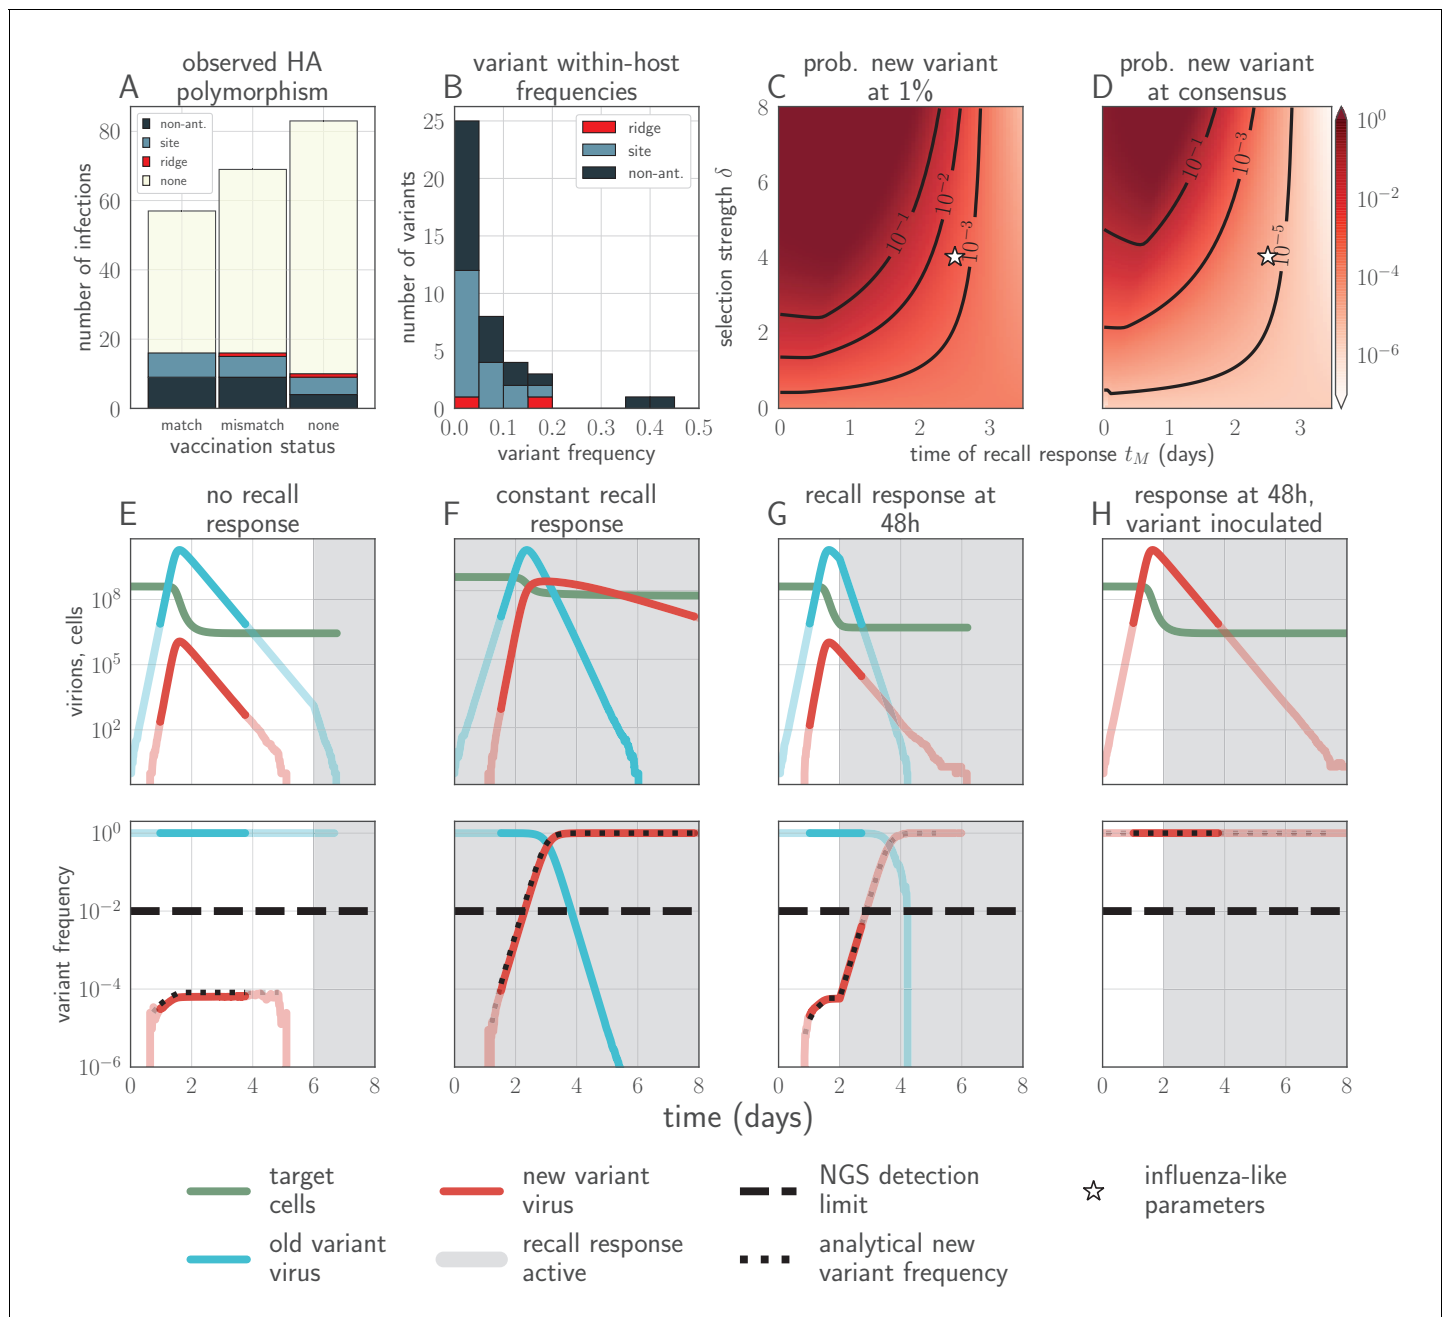 A
observed HA
polymorphism
number of infections
80
60
40
20
0
non-ant.
site
ridge
none
match
mismatch
none
vaccination status
B
variant within-host
frequencies
number of variants
25
20
15
10
5
0
ridge
site
non-ant.
0.0
0.1
0.2
0.3
0.4
0.5
variant frequency
C
prob. new variant
at 1%
selection strength δ
8
6
4
2
0
10⁻¹
10⁻²
10⁻³
0
1
2
3
D
prob. new variant
at consensus
10⁻¹
10⁻³
10⁻⁵
0
1
2
3
10⁰
10⁻²
10⁻⁴
10⁻⁶
time of recall response t_M (days)
E
no recall
response
virions, cells
10⁸
10⁵
10²
F
constant recall
response
G
recall response at
48h
H
response at 48h,
variant inoculated
variant frequency
10⁰
10⁻²
10⁻⁴
10⁻⁶
0
2
4
6
8
0
2
4
6
8
0
2
4
6
8
0
2
4
6
8
time (days)
target
cells
new variant
virus
NGS detection
limit
influenza-like
parameters
old variant
virus
recall response
active
analytical new
variant frequency